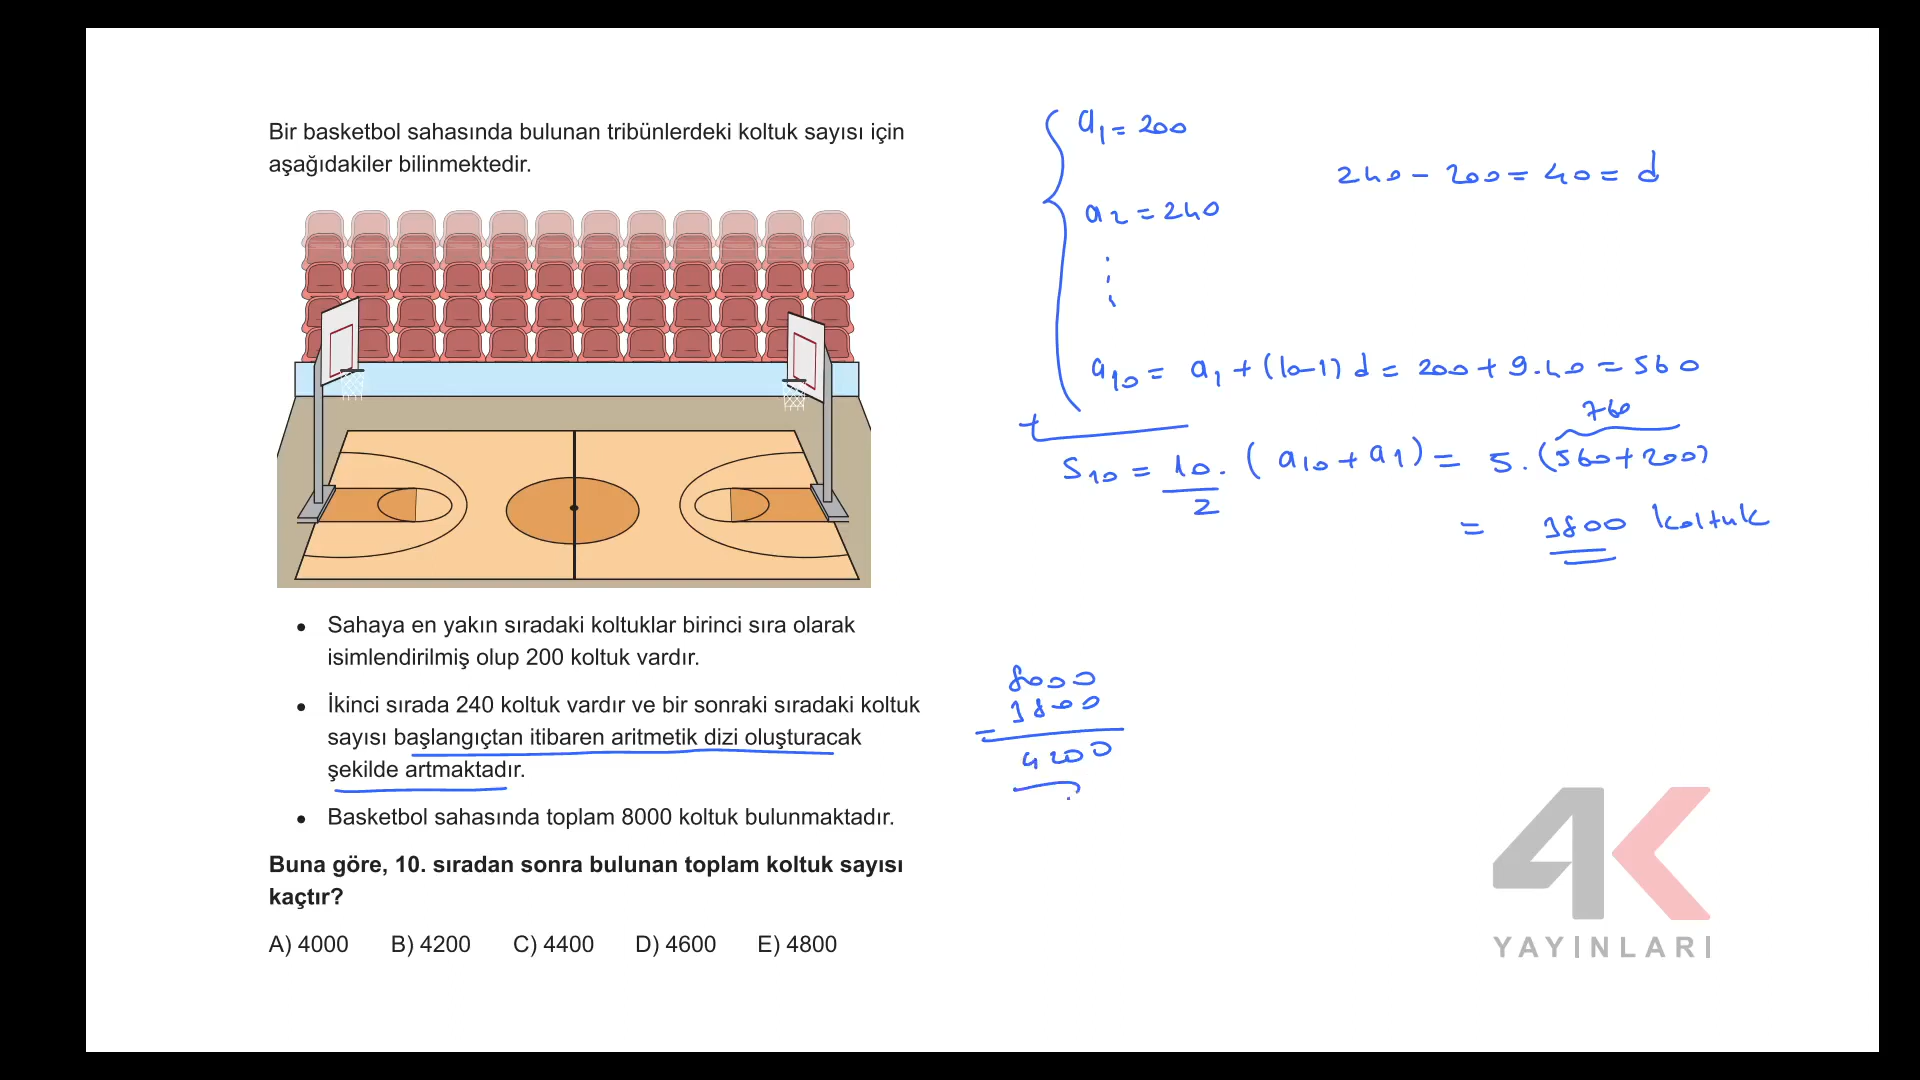 Bir basketbol sahasında bulunan tribünlerdeki koltuk sayısı için
aşağıdakiler bilinmektedir.
• Sahaya en yakın sıradaki koltuklar birinci sıra olarak
isimlendirilmiş olup 200 koltuk vardır.
• İkinci sırada 240 koltuk vardır ve bir sonraki sıradaki koltuk
sayısı başlangıçtan itibaren aritmetik dizi oluşturacak
şekilde artmaktadır.
• Basketbol sahasında toplam 8000 koltuk bulunmaktadır.
Buna göre, 10. sıradan sonra bulunan toplam koltuk sayısı
kaçtır?
A) 4000 B) 4200 C) 4400 D) 4600 E) 4800
a₁ = 200
240 - 200 = 40 = d
a₂ = 240
a₁₀ = a₁ + (10-1) d = 200 + 9.40 = 560
760
S₁₀ = 10/2 . (a₁₀ + a₁) = 5. (560+200)
= 3800 koltuk
8000
- 3800
4200
4K
YAYINLARI